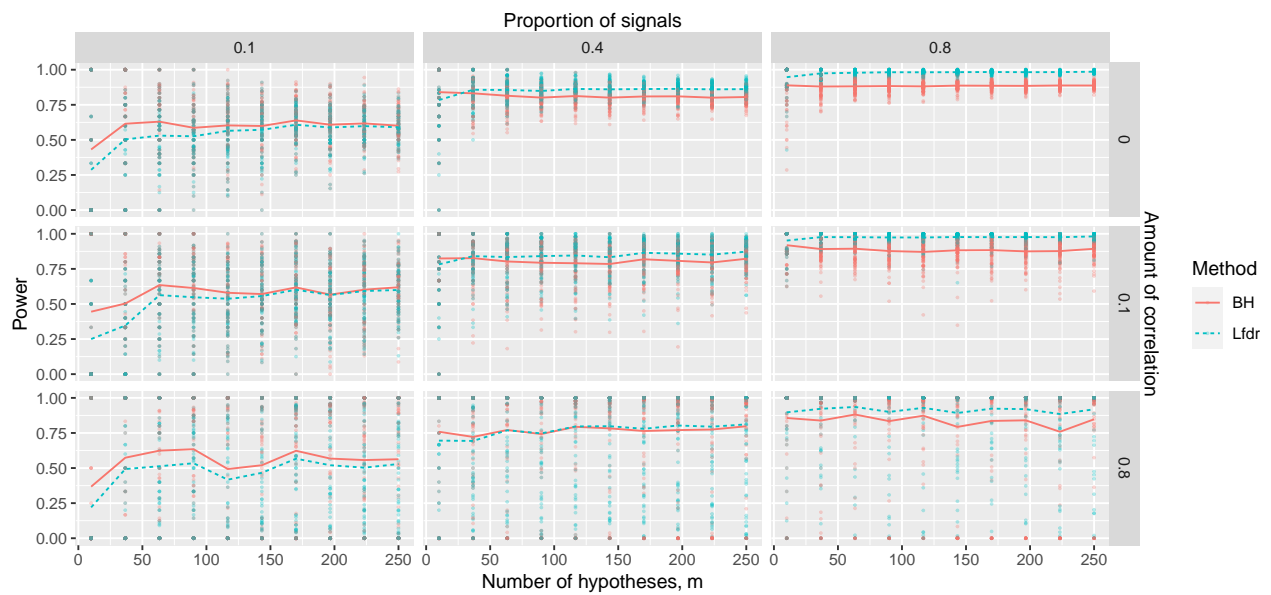 Proportion of signals
0.1 0.4 0.8
1.00
0.75
0.50
0.25
0.00
0
1.00
0.75
0.50
0.25
0.00
0.1
1.00
0.75
0.50
0.25
0.00
0.8
Power
Amount of correlation
0 50 100 150 200 250 0 50 100 150 200 250 0 50 100 150 200 250
Number of hypotheses, m
Method
BH
Lfdr